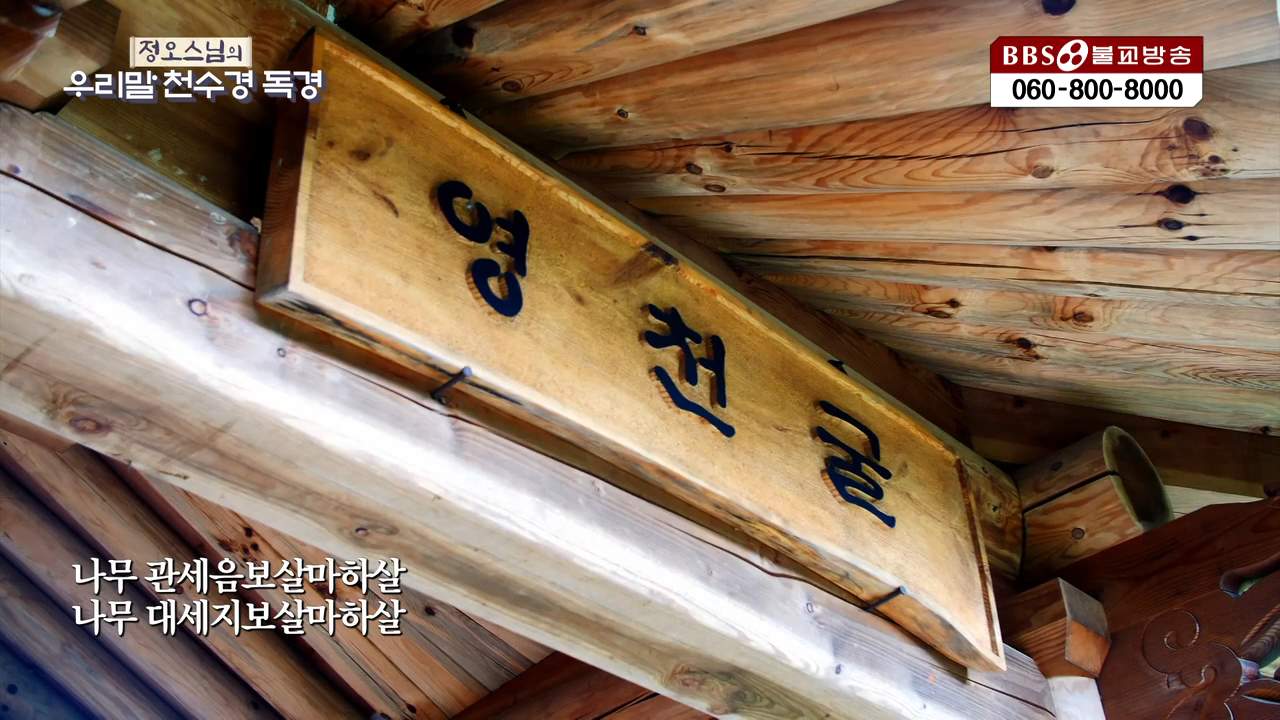 정오스님의
우리말 천수경 독경
BBS 불교방송
060-800-8000
영천굴
나무 관세음보살마하살
나무 대세지보살마하살